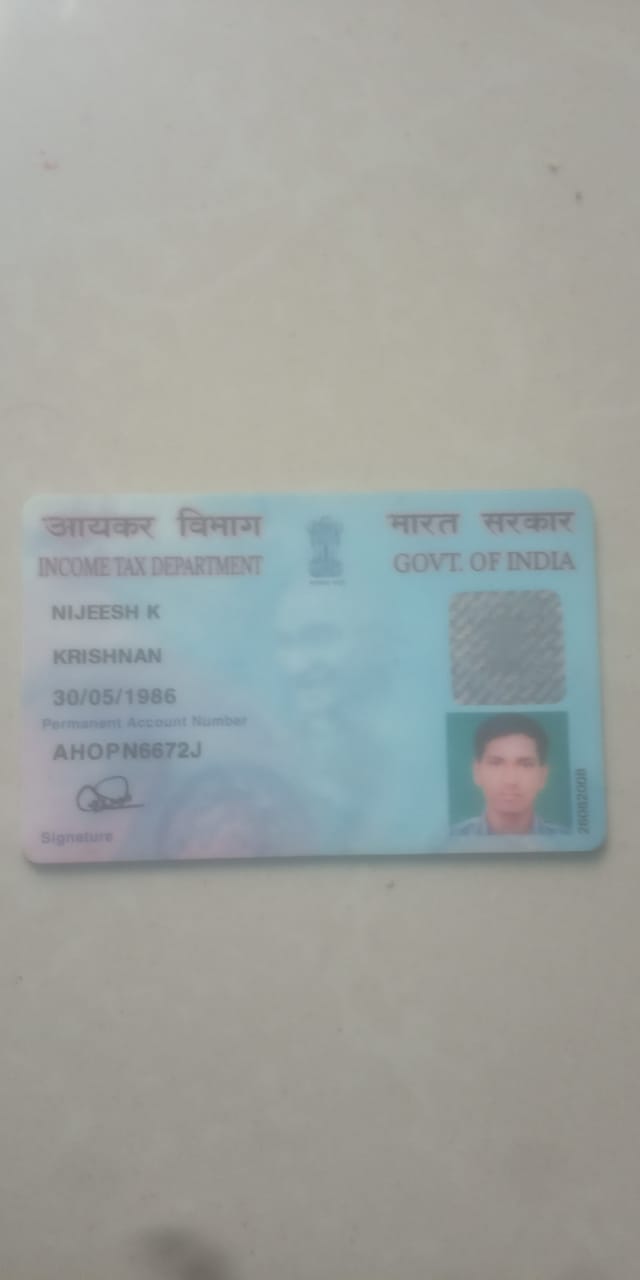 आयकर विभाग
भारत सरकार
INCOME TAX DEPARTMENT
GOVT. OF INDIA
NIJEESH K
KRISHNAN
30/05/1986
Permanent Account Number
AHOPN6672J
Signature
26082008